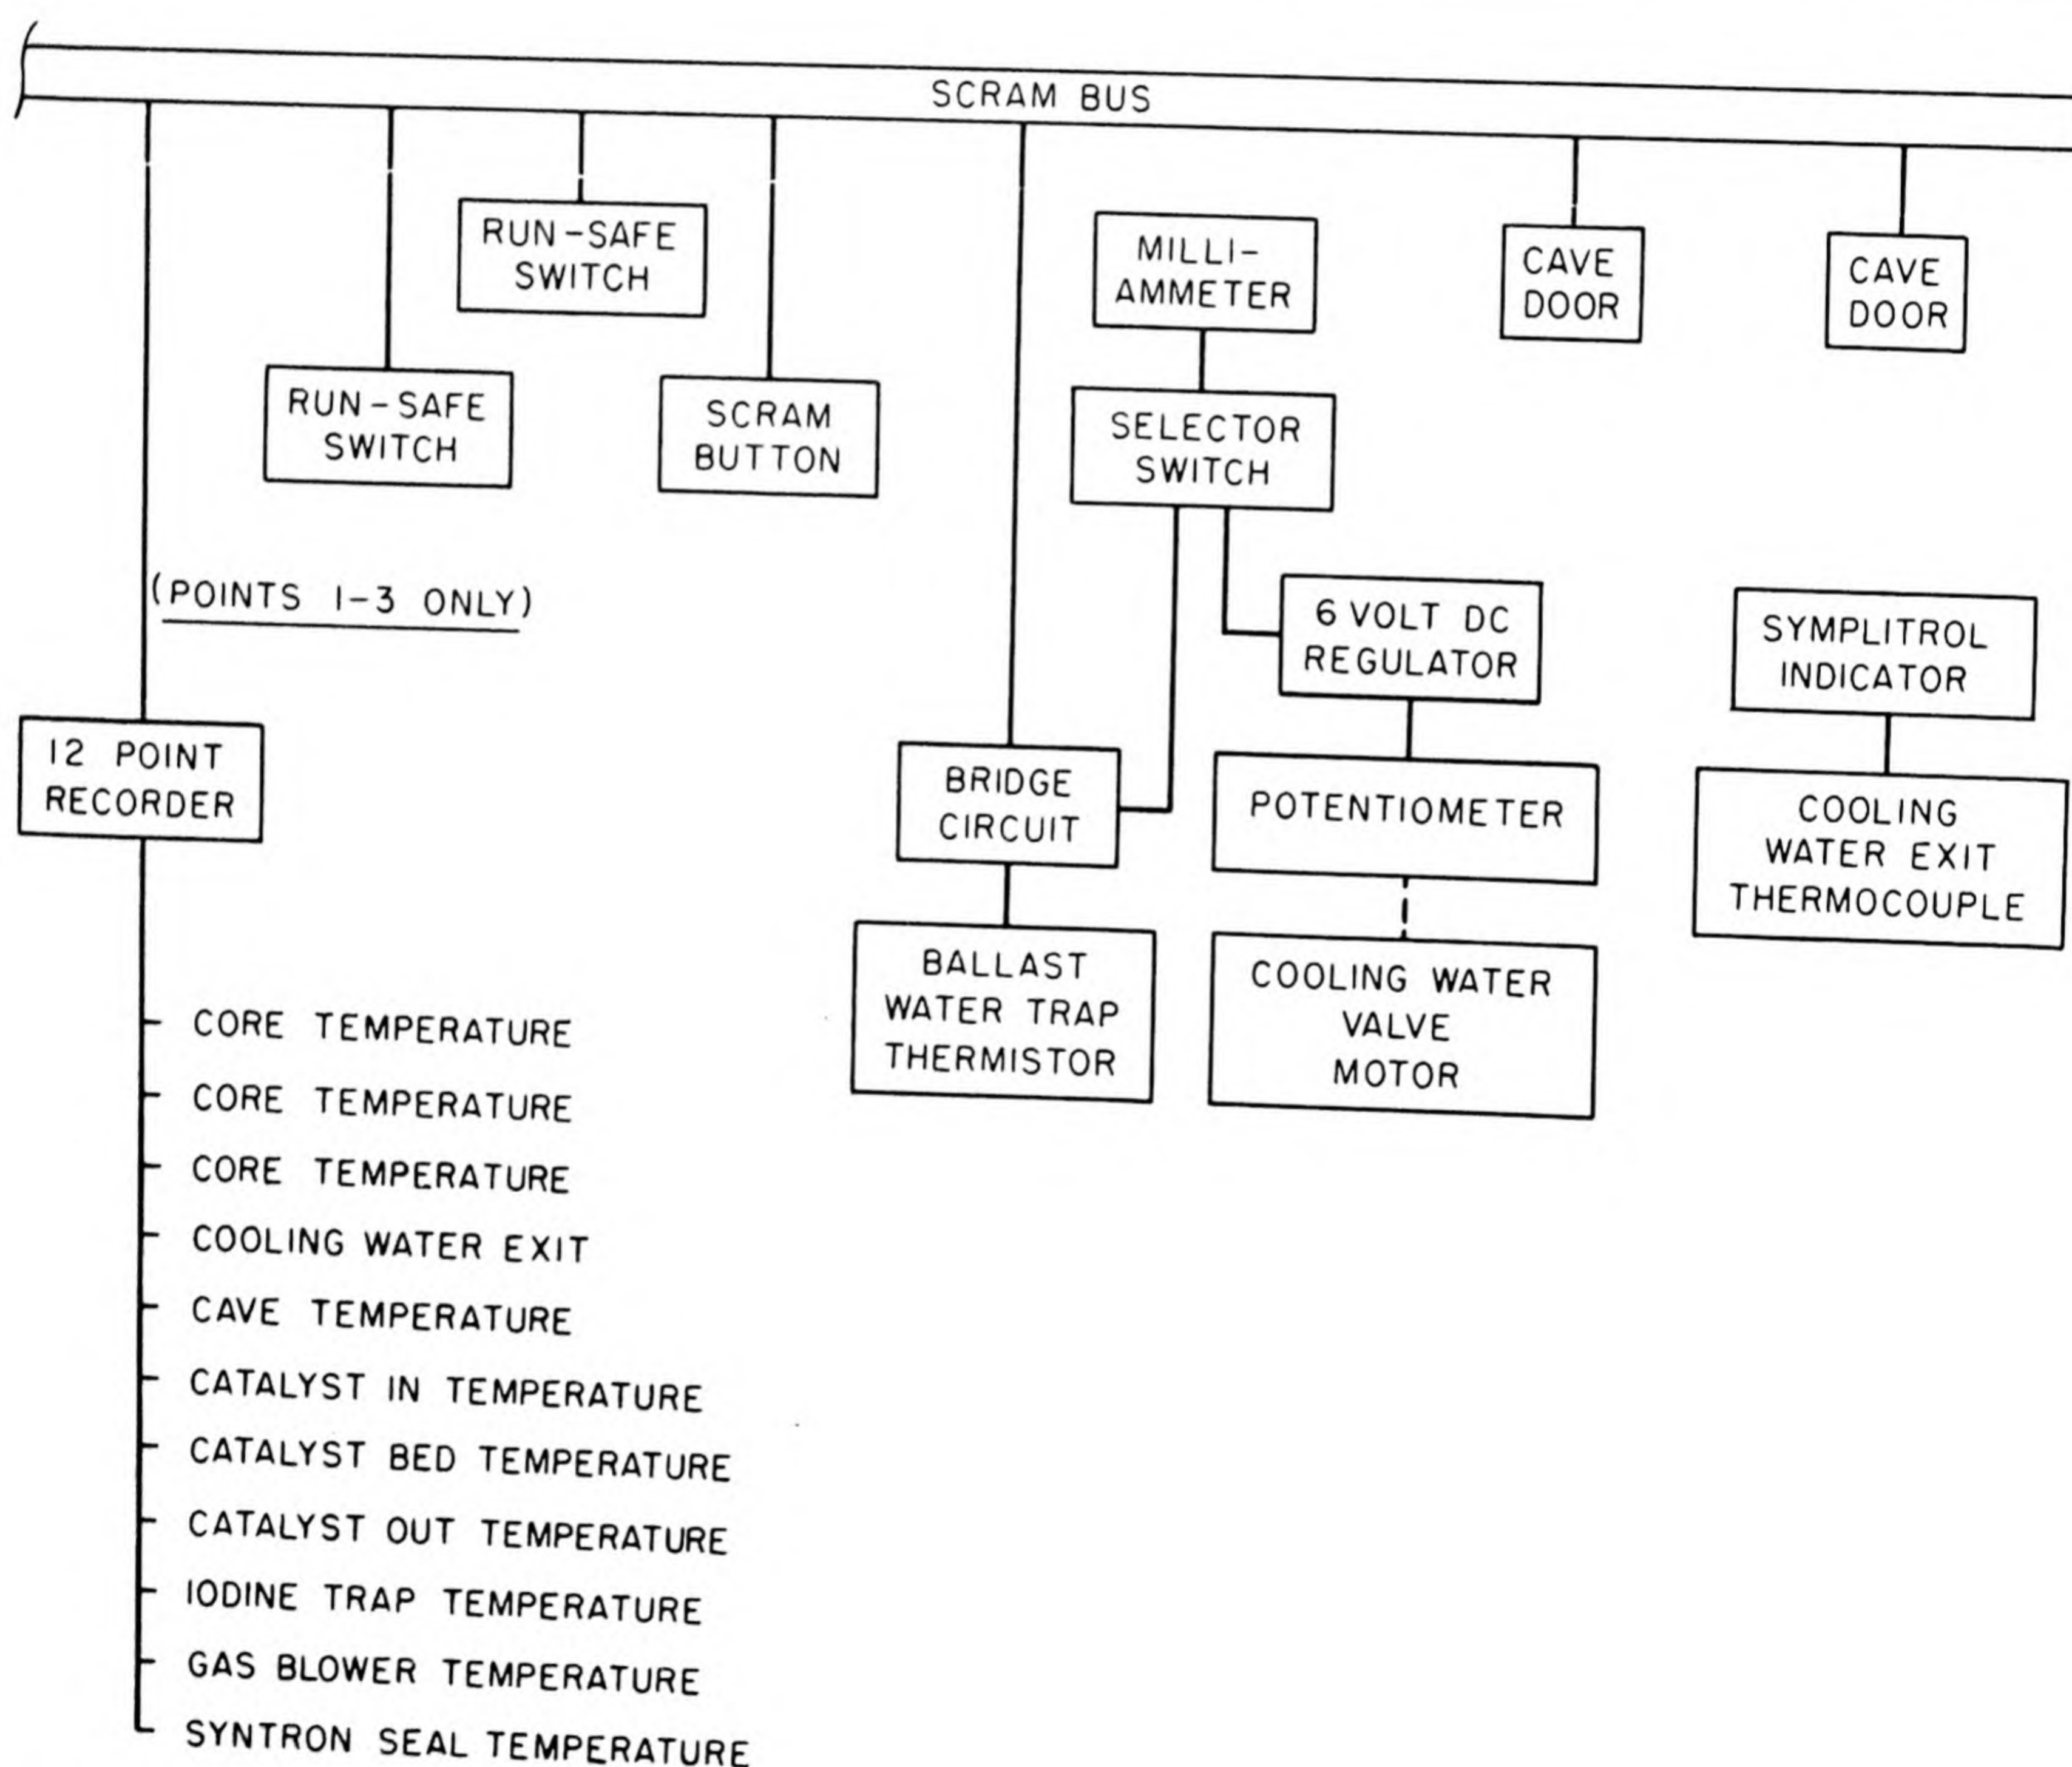 SCRAM BUS
RUN-SAFE
SWITCH
RUN-SAFE
SWITCH
SCRAM
BUTTON
MILLI-
AMMETER
SELECTOR
SWITCH
CAVE
DOOR
CAVE
DOOR
(POINTS 1-3 ONLY)
6 VOLT DC
REGULATOR
SYMPLITROL
INDICATOR
12 POINT
RECORDER
BRIDGE
CIRCUIT
POTENTIOMETER
COOLING
WATER EXIT
THERMOCOUPLE
BALLAST
WATER TRAP
THERMISTOR
COOLING WATER
VALVE
MOTOR
CORE TEMPERATURE
CORE TEMPERATURE
CORE TEMPERATURE
COOLING WATER EXIT
CAVE TEMPERATURE
CATALYST IN TEMPERATURE
CATALYST BED TEMPERATURE
CATALYST OUT TEMPERATURE
IODINE TRAP TEMPERATURE
GAS BLOWER TEMPERATURE
SYNTRON SEAL TEMPERATURE